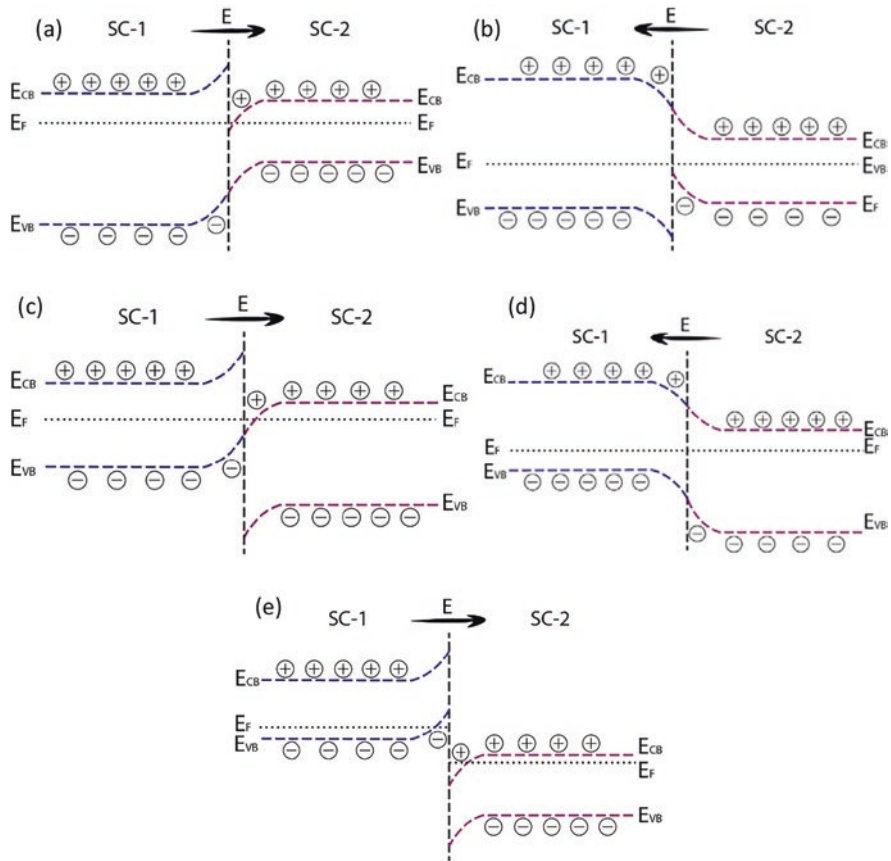 (a)
SC-1
E
SC-2
ECB
EF
EVB
ECB
EF
EVB
(b)
SC-1
E
SC-2
ECB
EF
EVB
ECB=
EVB=
EF
(c)
SC-1
E
SC-2
ECB
EF
EVB
ECB
EF
EVB
(d)
SC-1
E
SC-2
ECB
EF
EVB
ECB=
EF
EVB=
(e)
SC-1
E
SC-2
ECB
EF
EVB
ECB
EF
EVB